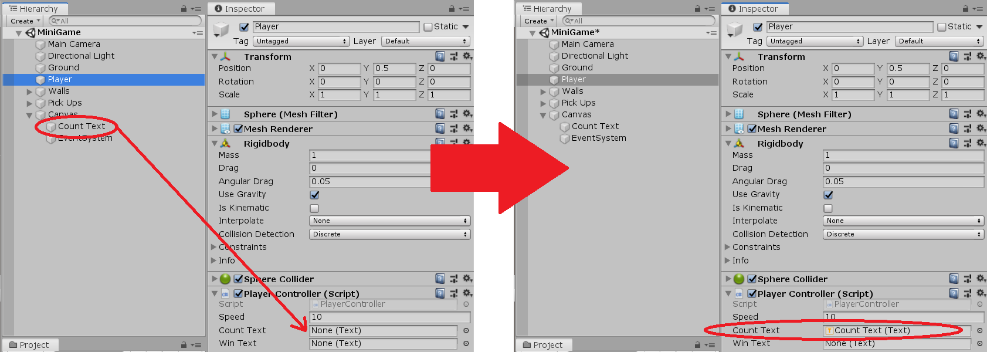 Hierarchy
Create
All
MiniGame
Main Camera
Directional Light
Ground
Player
Walls
Pick Ups
Canvas
Count Text
EventSystem
Project
Inspector
Player
Static
Tag Untagged Layer Default
Transform
Position X 0 Y 0.5 Z 0
Rotation X 0 Y 0 Z 0
Scale X 1 Y 1 Z 1
Sphere (Mesh Filter)
Mesh Renderer
Rigidbody
Mass 1
Drag 0
Angular Drag 0.05
Use Gravity
Is Kinematic
Interpolate None
Collision Detection Discrete
Constraints
Info
Sphere Collider
Player Controller (Script)
Script PlayerController
Speed 10
Count Text None (Text)
Win Text None (Text)
Hierarchy
Create
All
MiniGame*
Main Camera
Directional Light
Ground
Player
Walls
Pick Ups
Canvas
Count Text
EventSystem
Project
Inspector
Player
Static
Tag Untagged Layer Default
Transform
Position X 0 Y 0.5 Z 0
Rotation X 0 Y 0 Z 0
Scale X 1 Y 1 Z 1
Sphere (Mesh Filter)
Mesh Renderer
Rigidbody
Mass 1
Drag 0
Angular Drag 0.05
Use Gravity
Is Kinematic
Interpolate None
Collision Detection Discrete
Constraints
Info
Sphere Collider
Player Controller (Script)
Script PlayerController
Speed 10
Count Text Count Text (Text)
Win Text None (Text)